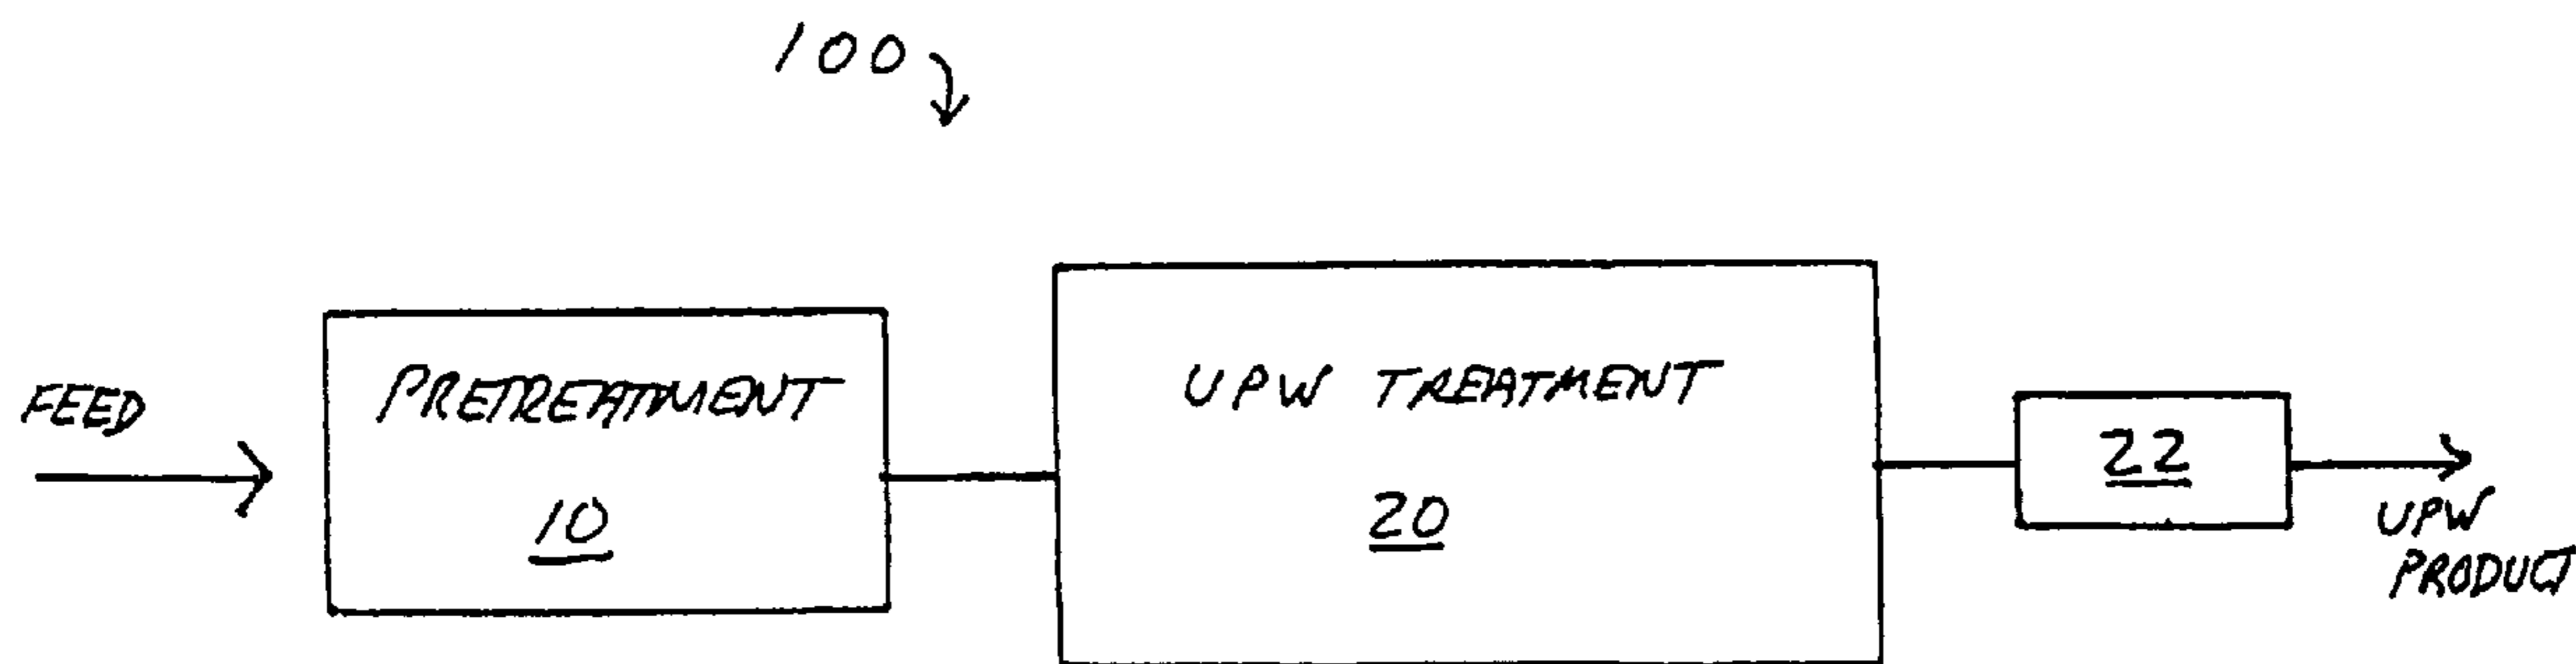 100
FEED
PRETREATMENT
10
UPW TREATMENT
20
22
UPW
PRODUCT